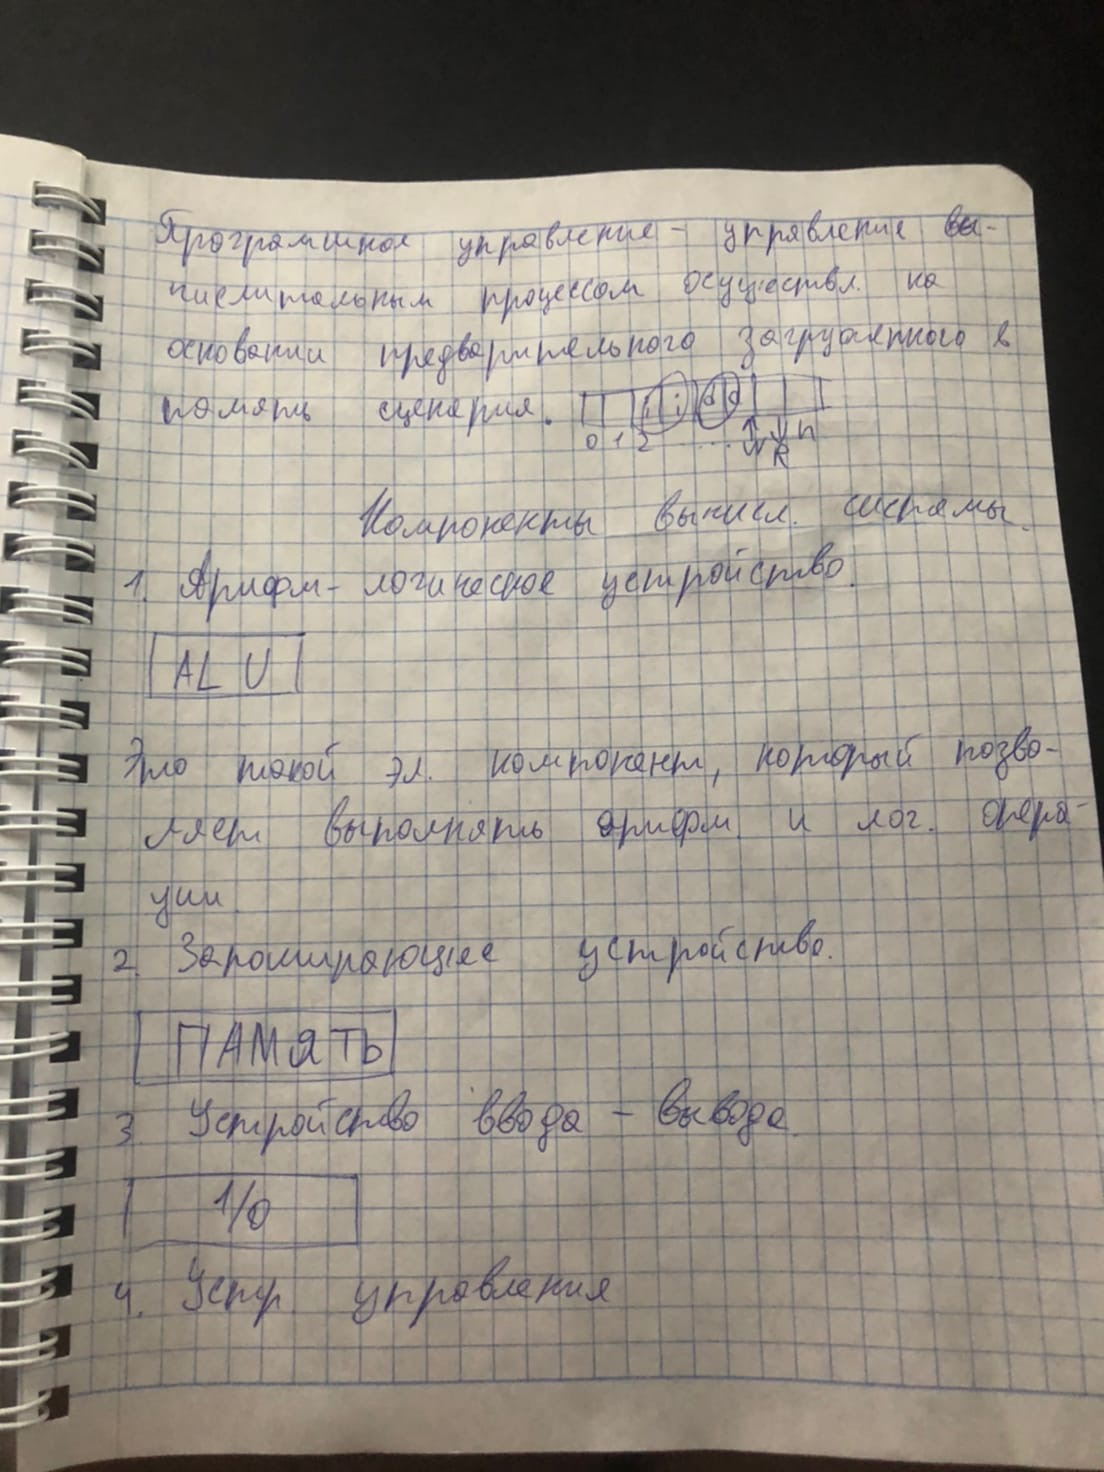 Программное управление - управление вы-
числительным процессом осуществл. на
основании предварительного загруженного в
память сценария.
0 1 2 ..... W R n
Компоненты вычисл. системы.
1. Арифм - логическое устройство.
ALU
Это такой эл. компонент, который позво-
ляет выполнять арифм и лог. опера-
ции
2. Запоминающее устройство.
ПАМЯТЬ
3 Устройство ввода - вывода.
I/O
4. Устр управления